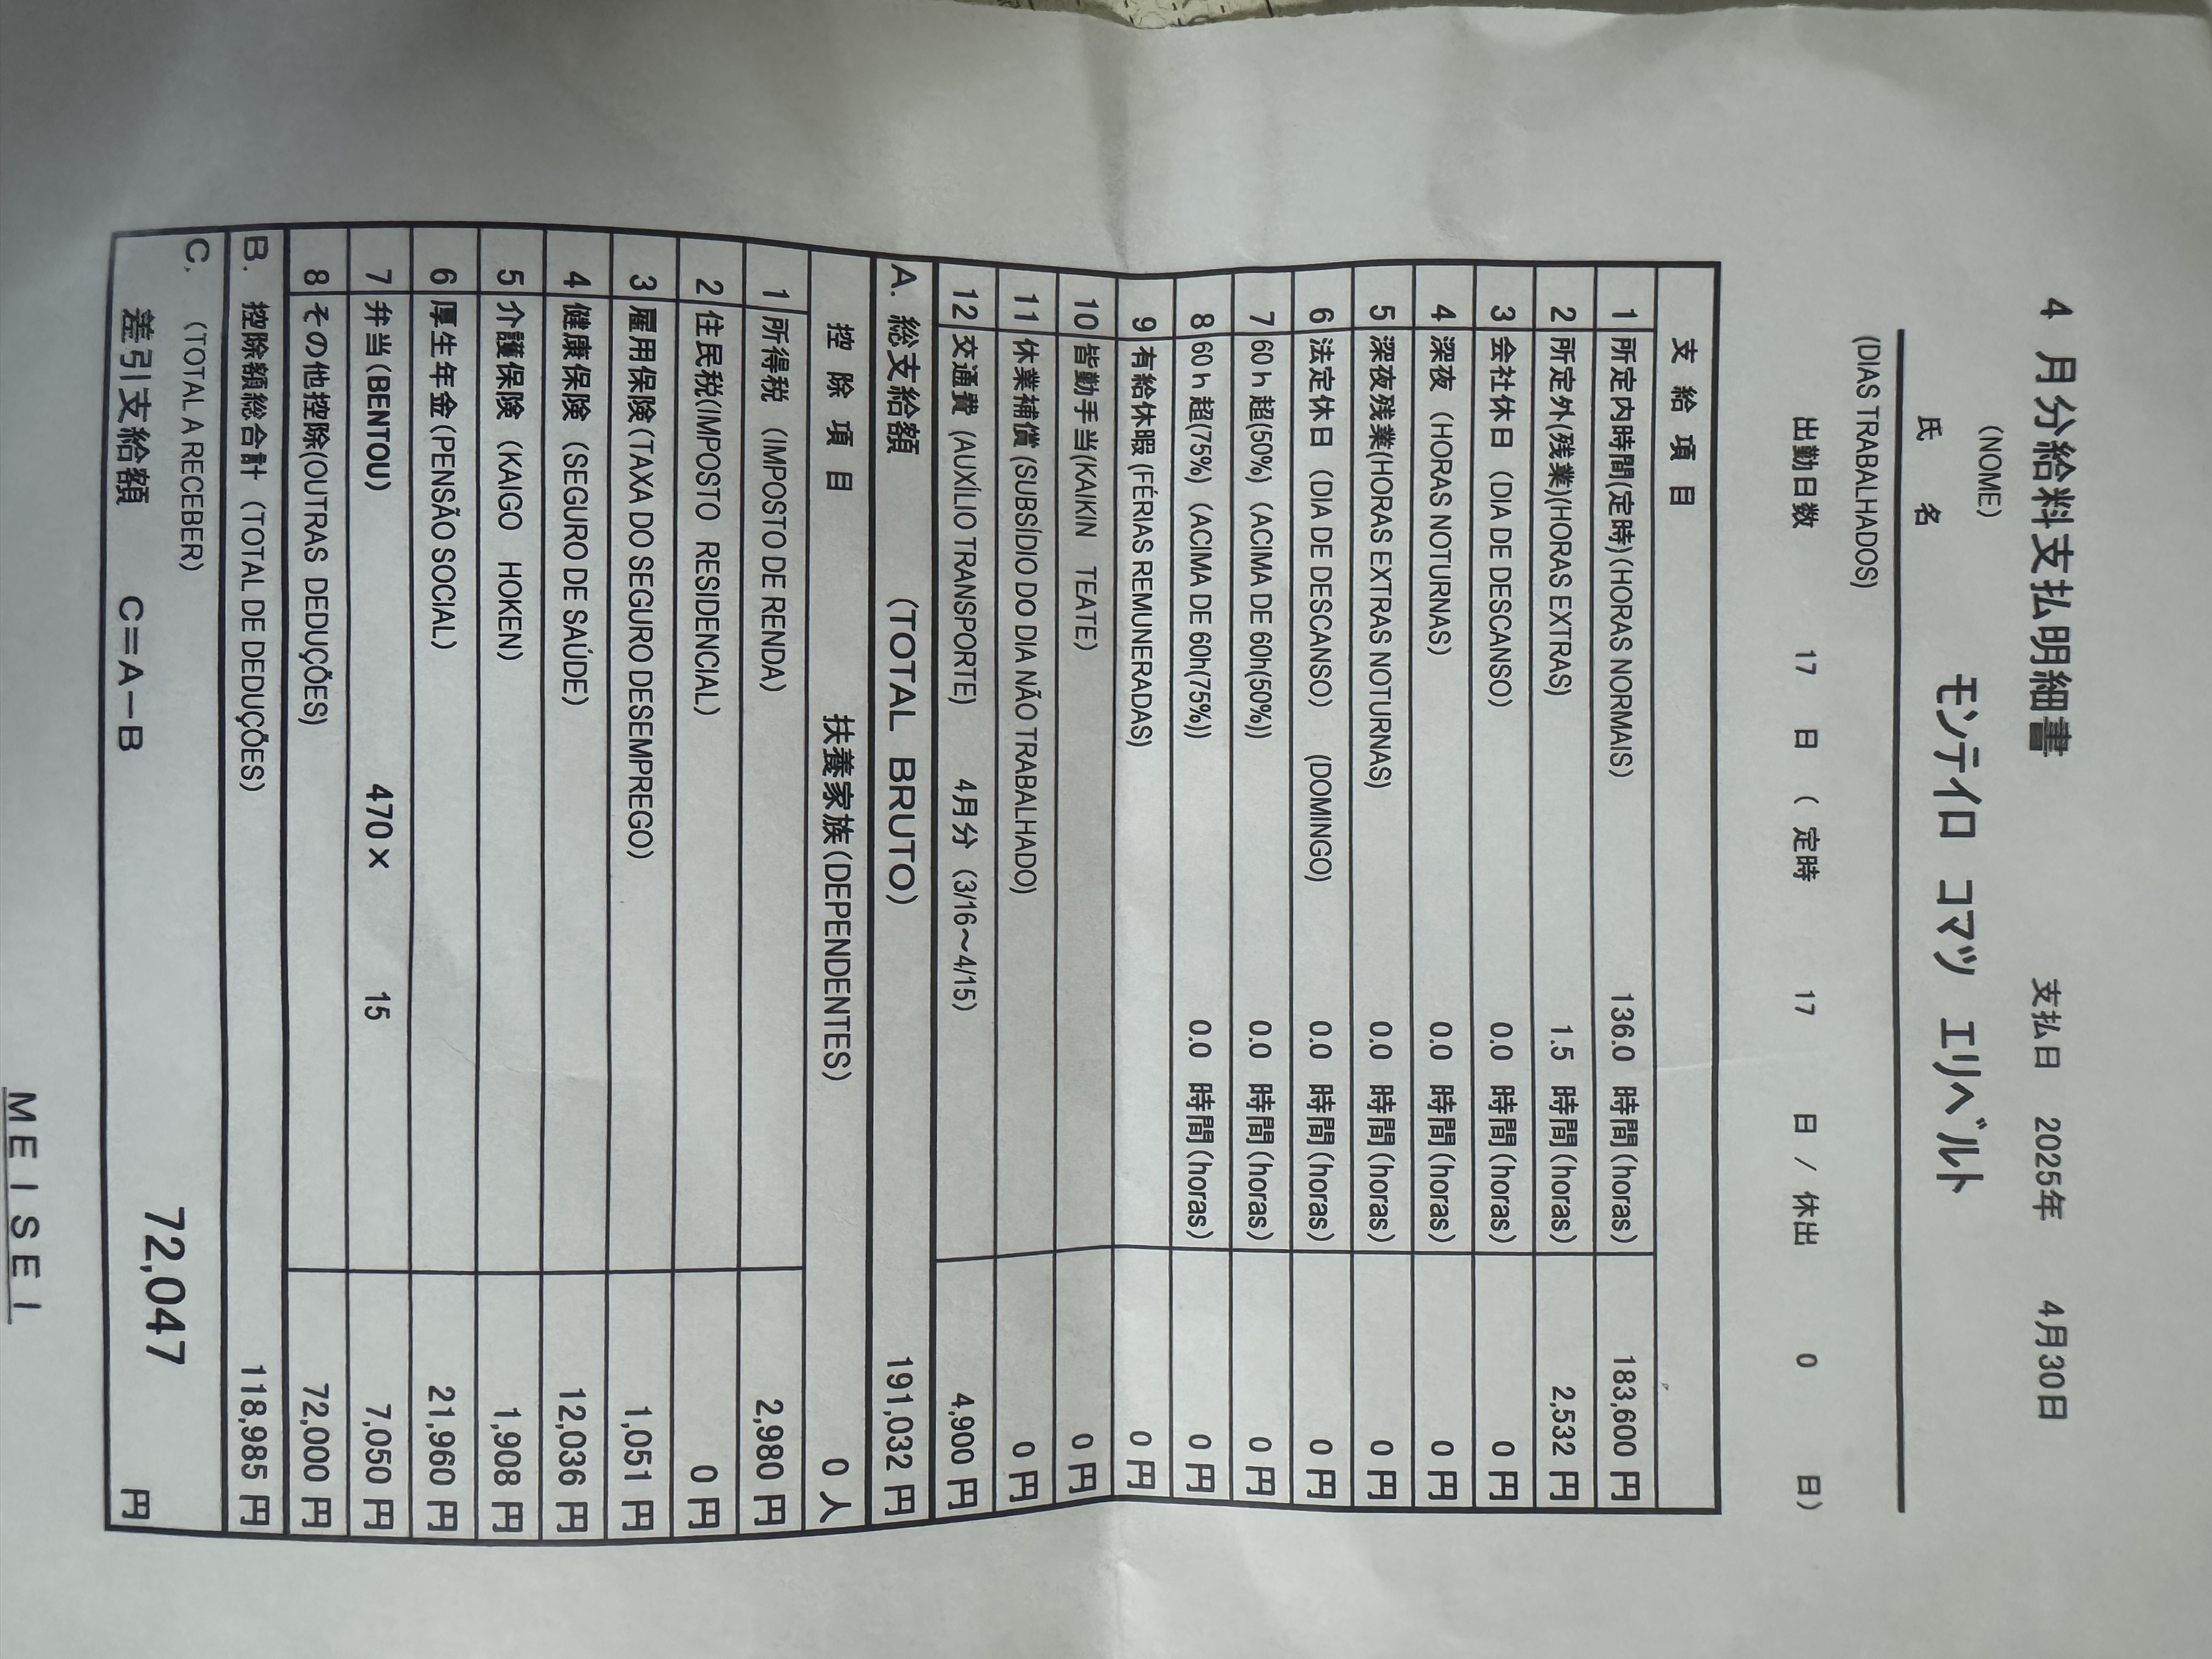 4 月分給料支払明細書 支払日 2025年 4月30日
(NOME)
氏 名 モンテイロ コマツ エリベルト
(DIAS TRABALHADOS)
出勤日数 17 日 ( 定時 17 日 / 休出 0 日)
支 給 項 目
1 所定内時間(定時)(HORAS NORMAIS) 136.0 時間(horas) 183,600 円
2 所定外(残業)(HORAS EXTRAS) 1.5 時間(horas) 2,532 円
3 会社休日 (DIA DE DESCANSO) 0.0 時間(horas) 0 円
4 深夜 (HORAS NOTURNAS) 0.0 時間(horas) 0 円
5 深夜残業(HORAS EXTRAS NOTURNAS) 0.0 時間(horas) 0 円
6 法定休日 (DIA DE DESCANSO) (DOMINGO) 0.0 時間(horas) 0 円
7 60h超(50%) (ACIMA DE 60h(50%)) 0.0 時間(horas) 0 円
8 60h超(75%) (ACIMA DE 60h(75%)) 0.0 時間(horas) 0 円
9 有給休暇 (FÉRIAS REMUNERADAS) 0 円
10 皆勤手当(KAIKIN TEATE) 0 円
11 休業補償 (SUBSÍDIO DO DIA NÃO TRABALHADO) 0 円
12 交通費 (AUXÍLIO TRANSPORTE) 4月分 (3/16～4/15) 4,900 円
A. 総支給額 (TOTAL BRUTO) 191,032 円
控 除 項 目 扶養家族(DEPENDENTES) 0 人
1 所得税 (IMPOSTO DE RENDA) 2,980 円
2 住民税(IMPOSTO RESIDENCIAL) 0 円
3 雇用保険(TAXA DO SEGURO DESEMPREGO) 1,051 円
4 健康保険 (SEGURO DE SAÚDE) 12,036 円
5 介護保険 (KAIGO HOKEN) 1,908 円
6 厚生年金(PENSÃO SOCIAL) 21,960 円
7 弁当(BENTOU) 470× 15 7,050 円
8 その他控除(OUTRAS DEDUÇÕES) 72,000 円
B. 控除額総合計 (TOTAL DE DEDUÇÕES) 118,985 円
C. (TOTAL A RECEBER)
差引支給額 C=A-B 72,047 円
MEISEI